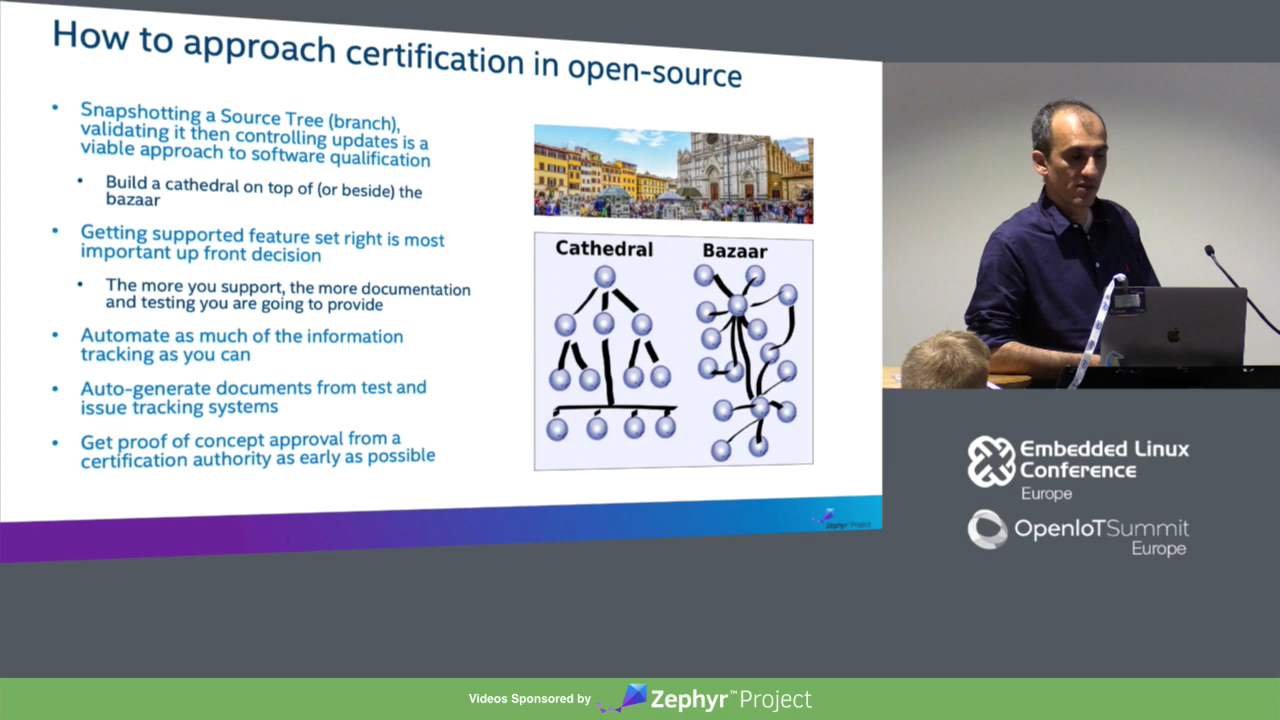 How to approach certification in open-source
• Snapshotting a Source Tree (branch),
validating it then controlling updates is a
viable approach to software qualification
• Build a cathedral on top of (or beside) the
bazaar
• Getting supported feature set right is most
important up front decision
• The more you support, the more documentation
and testing you are going to provide
• Automate as much of the information
tracking as you can
• Auto-generate documents from test and
issue tracking systems
• Get proof of concept approval from a
certification authority as early as possible
Cathedral Bazaar
Zephyr™Project
Embedded Linux
Conference
Europe
OpenIoTSummit
Europe
Videos Sponsored by Zephyr™Project